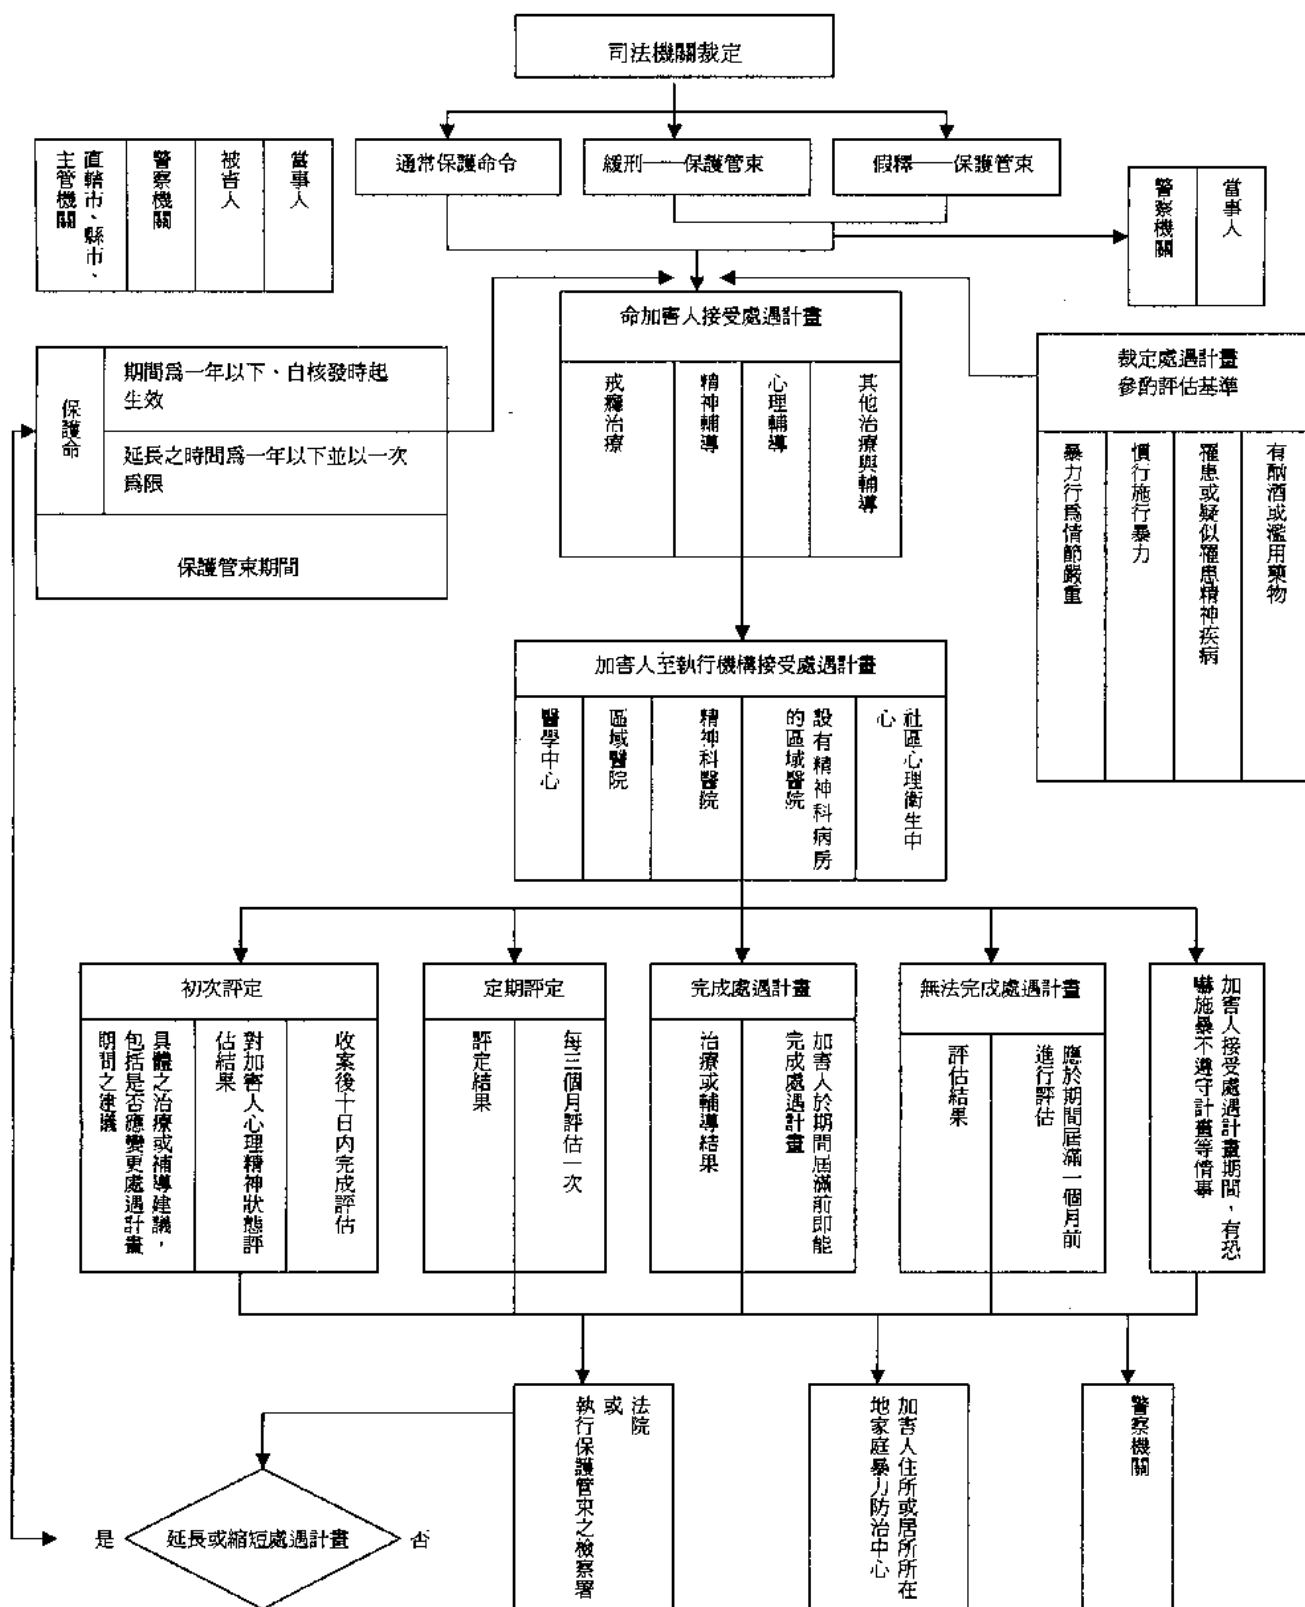 司法機關裁定
通常保護命令
緩刑——保護管束
假釋——保護管束
當事人
被害人
警察機關
直轄市、縣市、
主管機關
當事人
警察機關
命加害人接受處遇計畫
戒癮治療
精神輔導
心理輔導
其他治療與輔導
保護命
期間為一年以下、自核發時起
生效
延長之時間為一年以下並以一次
為限
保護管束期間
裁定處遇計畫
參酌評估基準
暴力行為情節嚴重
慣行施行暴力
罹患或疑似罹患精神疾病
有酗酒或濫用藥物
加害人至執行機構接受處遇計畫
醫學中心
區域醫院
精神科醫院
設有精神科病房
的區域醫院
社區心理衛生中
心
初次評定
收案後十日內完成評估
對加害人心理精神狀態評
估結果
具體之治療或補導建議，
包括是否應變更處遇計畫
期間之建議
定期評定
每三個月評估一次
評定結果
完成處遇計畫
加害人於期間屆滿前即能
完成處遇計畫
治療或輔導結果
無法完成處遇計畫
應於期間屆滿一個月前
進行評估
評估結果
加害人接受處遇計畫期間，有恐
嚇施暴不遵守計畫等情事
法院
或
執行保護管束之檢察署
加害人住所或居所所在
地家庭暴力防治中心
警察機關
是
延長或縮短處遇計畫
否